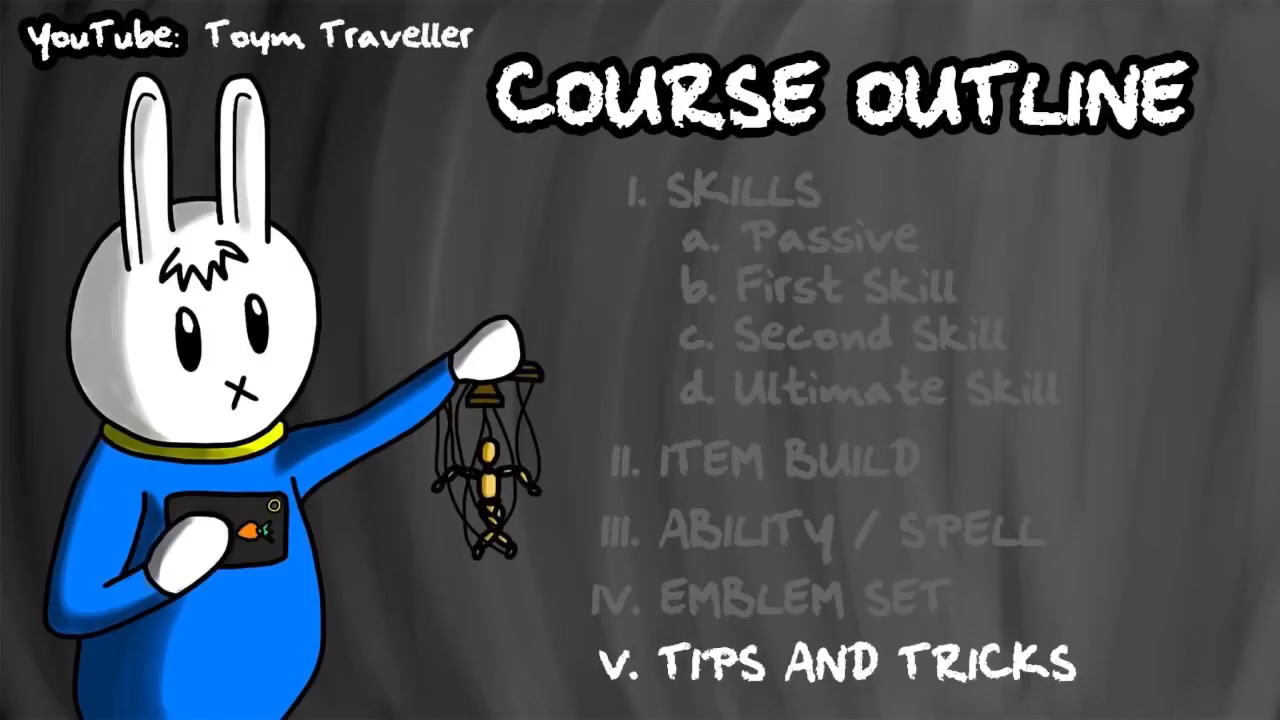 YouTube: Toym Traveller
COURSE OUTLINE
I. SKILLS
a. Passive
b. First Skill
c. Second Skill
d. Ultimate Skill
II. ITEM BUILD
III. ABILITY / SPELL
IV. EMBLEM SET
V. TIPS AND TRICKS